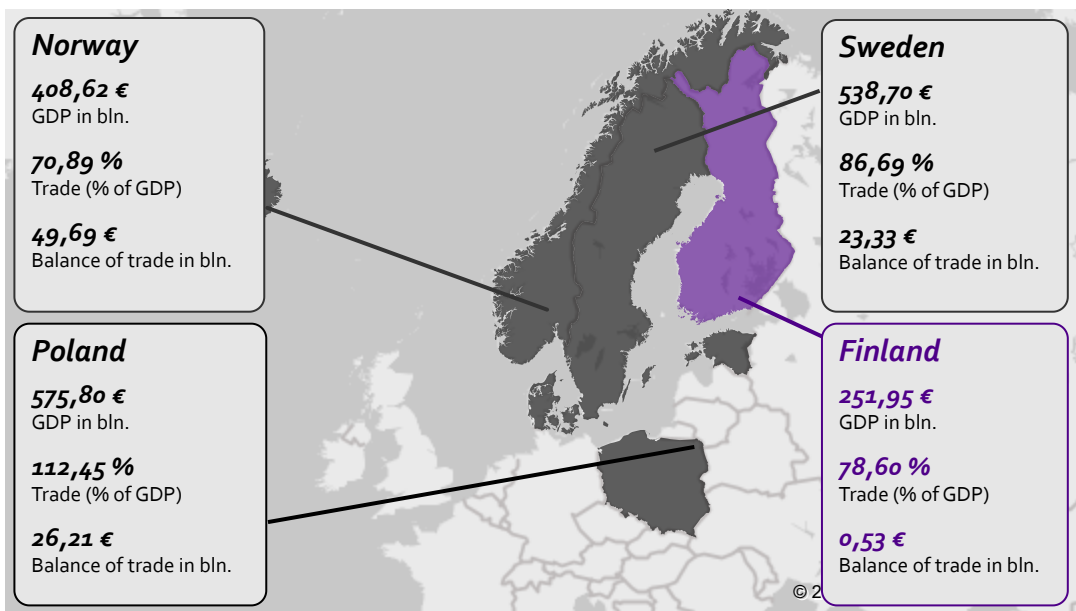 Norway
408,62 €
GDP in bln.
70,89 %
Trade (% of GDP)
49,69 €
Balance of trade in bln.
Sweden
538,70 €
GDP in bln.
86,69 %
Trade (% of GDP)
23,33 €
Balance of trade in bln.
Poland
575,80 €
GDP in bln.
112,45 %
Trade (% of GDP)
26,21 €
Balance of trade in bln.
Finland
251,95 €
GDP in bln.
78,60 %
Trade (% of GDP)
0,53 €
Balance of trade in bln.
© 2